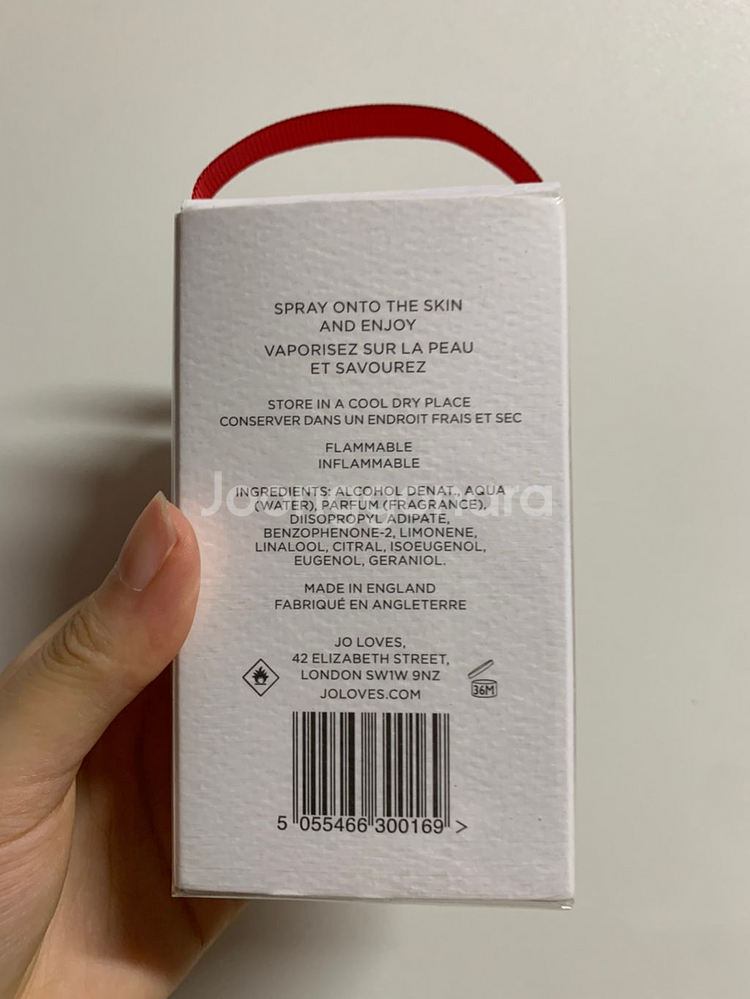 SPRAY ONTO THE SKIN
AND ENJOY
VAPORISEZ SUR LA PEAU
ET SAVOUREZ
STORE IN A COOL DRY PLACE
CONSERVER DANS UN ENDROIT FRAIS ET SEC
FLAMMABLE
INFLAMMABLE
INGREDIENTS: ALCOHOL DENAT., AQUA
(WATER), PARFUM (FRAGRANCE),
DIISOPROPYL ADIPATE,
BENZOPHENONE-2, LIMONENE,
LINALOOL, CITRAL, ISOEUGENOL,
EUGENOL, GERANIOL.
MADE IN ENGLAND
FABRIQUÉ EN ANGLETERRE
JO LOVES,
42 ELIZABETH STREET,
LONDON SW1W 9NZ
JOLOVES.COM
36M
5 055466 300169 >